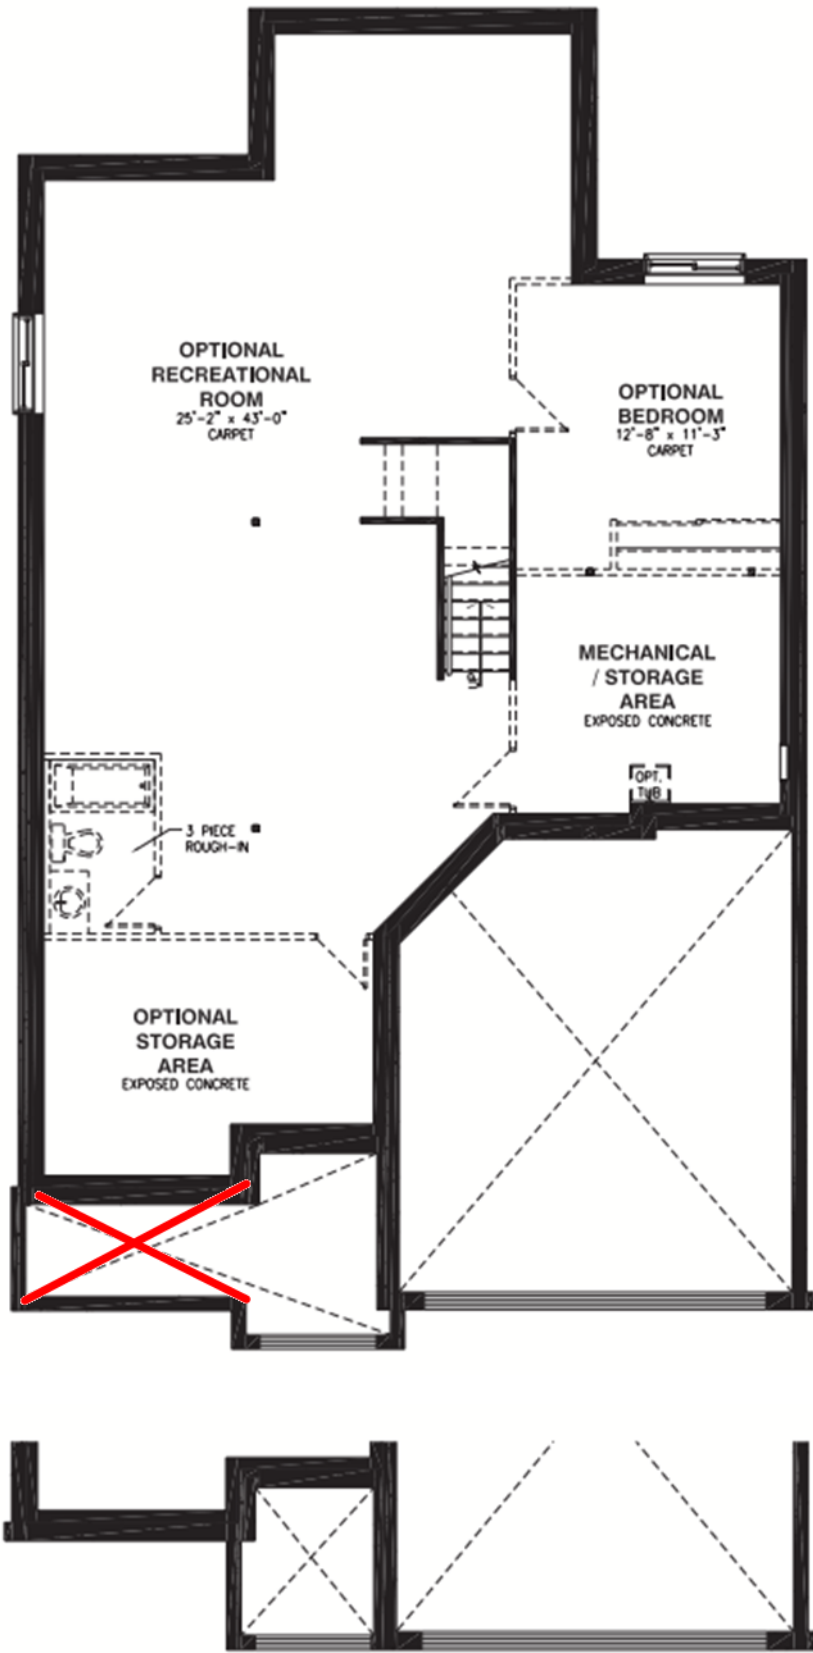 OPTIONAL
RECREATIONAL
ROOM
25'-2" x 43'-0"
CARPET
OPTIONAL
BEDROOM
12'-8" x 11'-3"
CARPET
MECHANICAL
/ STORAGE
AREA
EXPOSED CONCRETE
UP
OPT.
TUB
3 PIECE
ROUGH-IN
OPTIONAL
STORAGE
AREA
EXPOSED CONCRETE